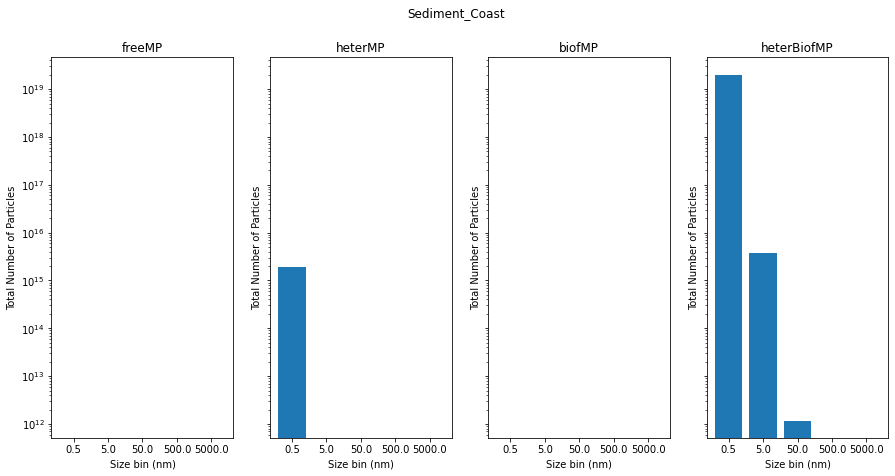 Sediment_Coast
freeMP
heterMP
biofMP
heterBiofMP
Total Number of Particles
10^19
10^18
10^17
10^16
10^15
10^14
10^13
10^12
0.5 5.0 50.0 500.0 5000.0
Size bin (nm)
Total Number of Particles
0.5 5.0 50.0 500.0 5000.0
Size bin (nm)
Total Number of Particles
0.5 5.0 50.0 500.0 5000.0
Size bin (nm)
Total Number of Particles
0.5 5.0 50.0 500.0 5000.0
Size bin (nm)